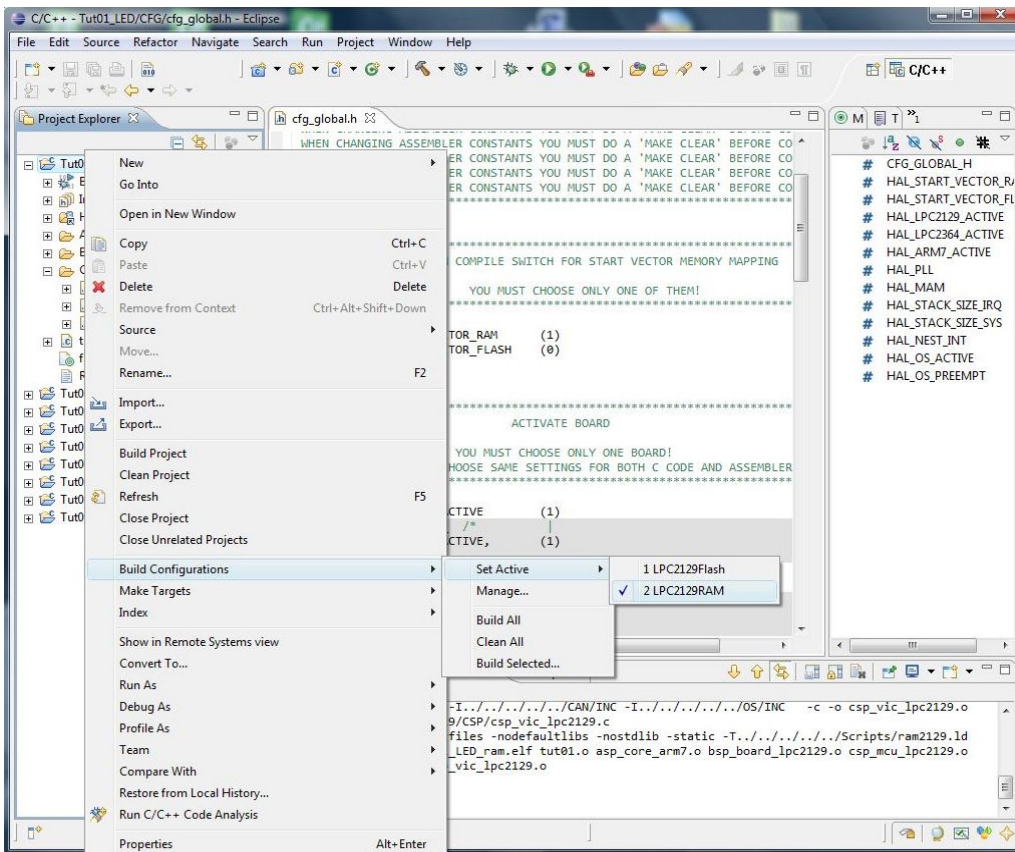 C/C++ - Tut01_LED/CFG/cfg_global.h - Eclipse
File Edit Source Refactor Navigate Search Run Project Window Help
C/C++
Project Explorer
Tut0
Tut0
Tut0
Tut0
Tut0
Tut0
Tut0
Tut0
Tut0
New
Go Into
Open in New Window
Copy Ctrl+C
Paste Ctrl+V
Delete Delete
Remove from Context Ctrl+Alt+Shift+Down
Source
Move...
Rename... F2
Import...
Export...
Build Project
Clean Project
Refresh F5
Close Project
Close Unrelated Projects
Build Configurations
Make Targets
Index
Show in Remote Systems view
Convert To...
Run As
Debug As
Profile As
Team
Compare With
Restore from Local History...
Run C/C++ Code Analysis
Properties Alt+Enter
Set Active
Manage...
Build All
Clean All
Build Selected...
1 LPC2129Flash
2 LPC2129RAM
cfg_global.h
WHEN CHANGING ASSEMBLER CONSTANTS YOU MUST DO A 'MAKE CLEAR' BEFORE CO
ER CONSTANTS YOU MUST DO A 'MAKE CLEAR' BEFORE CO
ER CONSTANTS YOU MUST DO A 'MAKE CLEAR' BEFORE CO
ER CONSTANTS YOU MUST DO A 'MAKE CLEAR' BEFORE CO
COMPILE SWITCH FOR START VECTOR MEMORY MAPPING
YOU MUST CHOOSE ONLY ONE OF THEM!
TOR_RAM (1)
TOR_FLASH (0)
ACTIVATE BOARD
YOU MUST CHOOSE ONLY ONE BOARD!
HOOSE SAME SETTINGS FOR BOTH C CODE AND ASSEMBLER
CTIVE (1)
/* |
CTIVE, (1)
M T 1
# CFG_GLOBAL_H
# HAL_START_VECTOR_RA
# HAL_START_VECTOR_FL
# HAL_LPC2129_ACTIVE
# HAL_LPC2364_ACTIVE
# HAL_ARM7_ACTIVE
# HAL_PLL
# HAL_MAM
# HAL_STACK_SIZE_IRQ
# HAL_STACK_SIZE_SYS
# HAL_NEST_INT
# HAL_OS_ACTIVE
# HAL_OS_PREEMPT
-I../../../../CAN/INC -I../../../../OS/INC -c -o csp_vic_lpc2129.o
9/CSP/csp_vic_lpc2129.c
files -nodefaultlibs -nostdlib -static -T../../../../Scripts/ram2129.ld
_LED_ram.elf tut01.o asp_core_arm7.o bsp_board_lpc2129.o csp_mcu_lpc2129.o
_vic_lpc2129.o